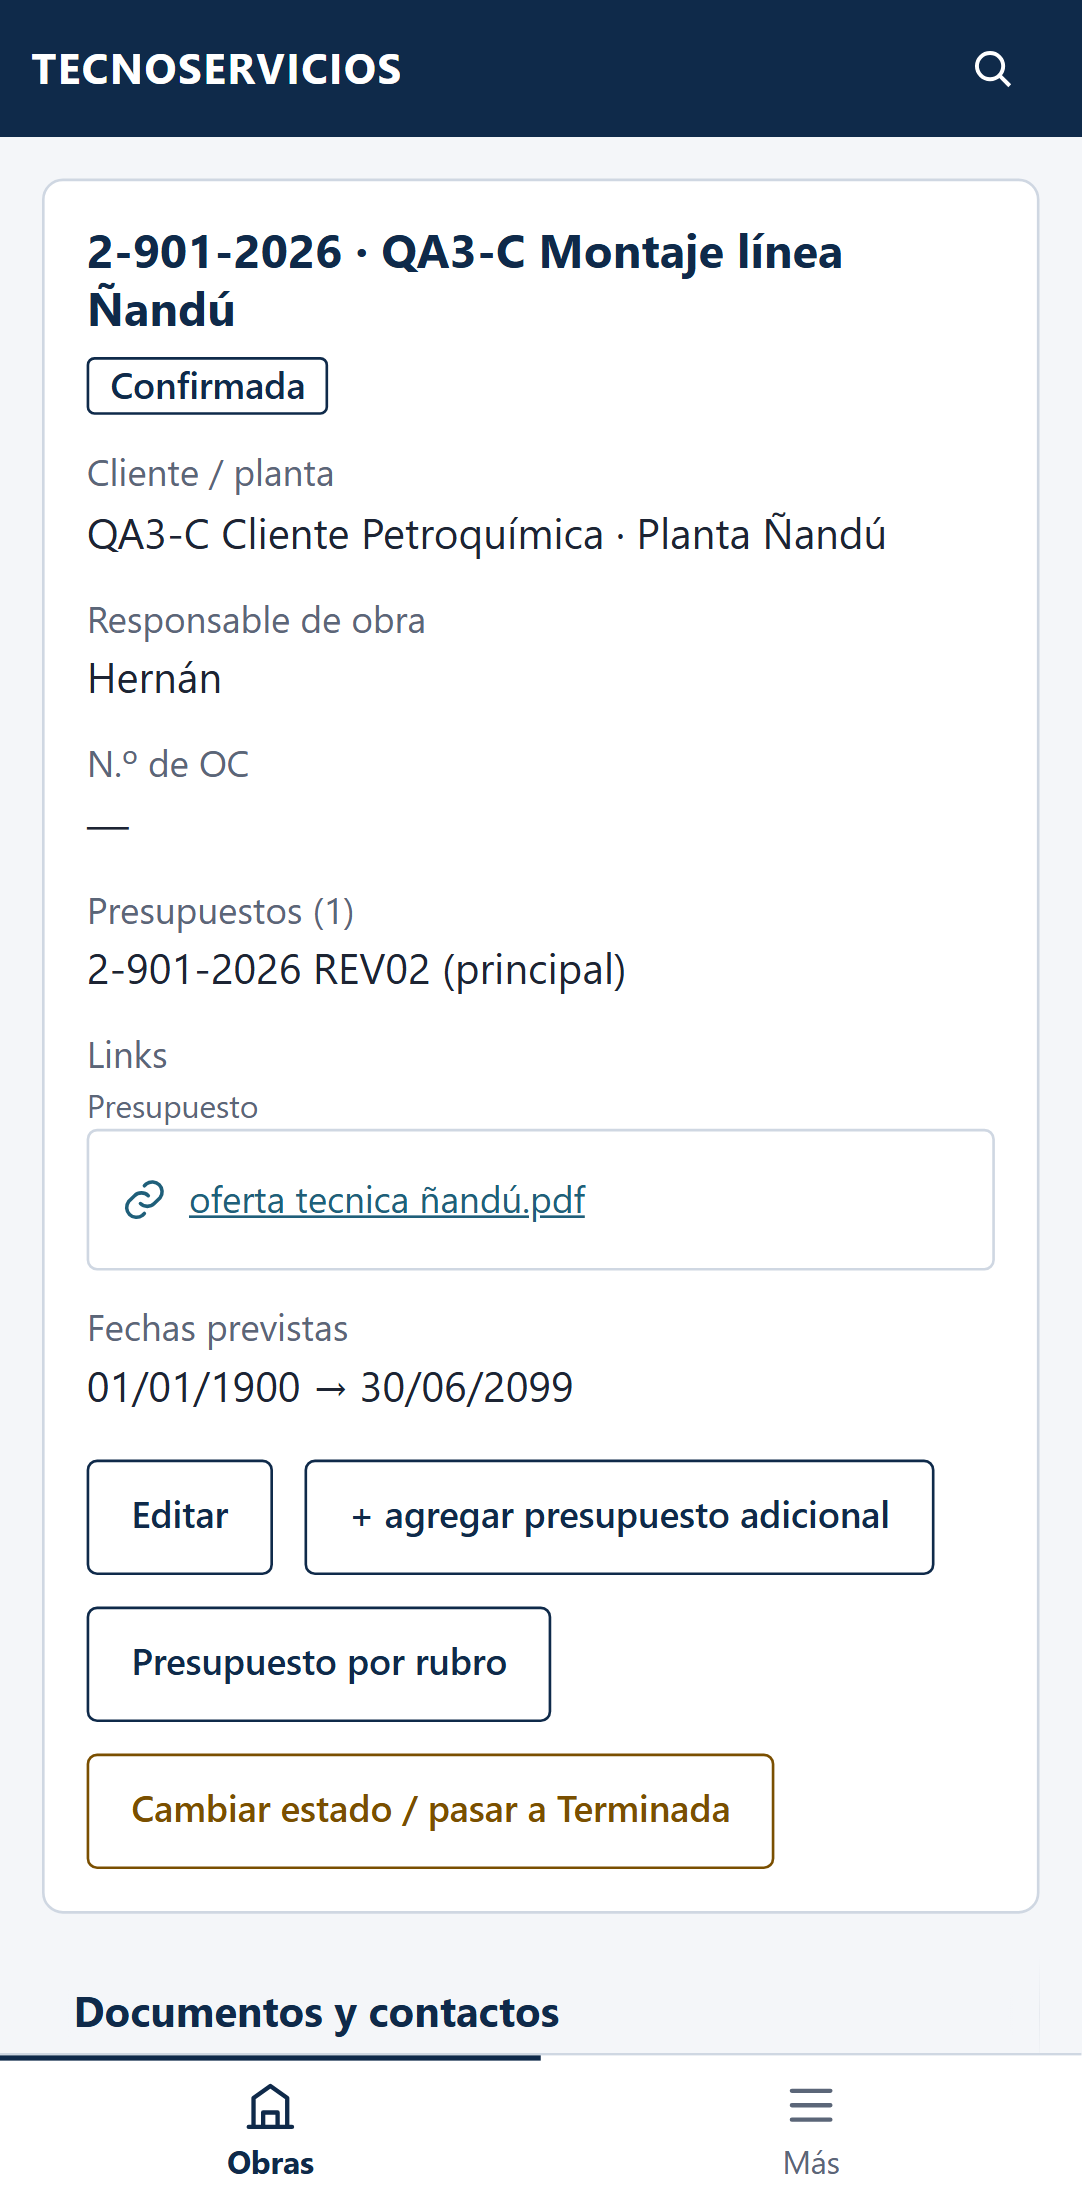 TECNOSERVICIOS
2-901-2026 · QA3-C Montaje línea
Ñandú
Confirmada
Cliente / planta
QA3-C Cliente Petroquímica · Planta Ñandú
Responsable de obra
Hernán
N.º de OC
—
Presupuestos (1)
2-901-2026 REV02 (principal)
Links
Presupuesto
oferta tecnica ñandú.pdf
Fechas previstas
01/01/1900 → 30/06/2099
Editar
+ agregar presupuesto adicional
Presupuesto por rubro
Cambiar estado / pasar a Terminada
Documentos y contactos
Obras
Más